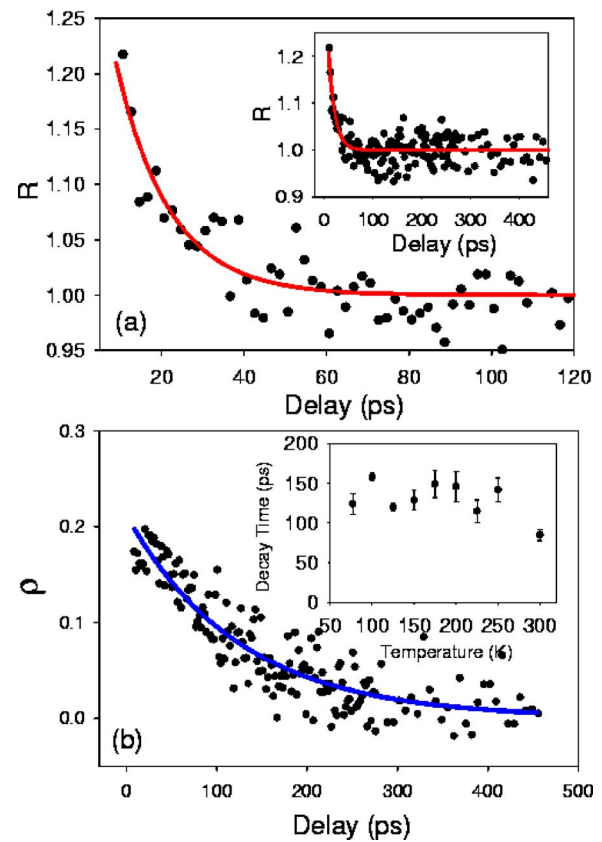 1.25
1.20
1.15
1.10
1.05
1.00
0.95
R
20 40 60 80 100 120
Delay (ps)
(a)
1.2
1.1
1.0
0.9
R
0 100 200 300 400
Delay (ps)
0.3
0.2
0.1
0.0
ρ
0 100 200 300 400 500
Delay (ps)
(b)
200
150
100
50
0
Decay Time (ps)
50 100 150 200 250 300
Temperature (K)